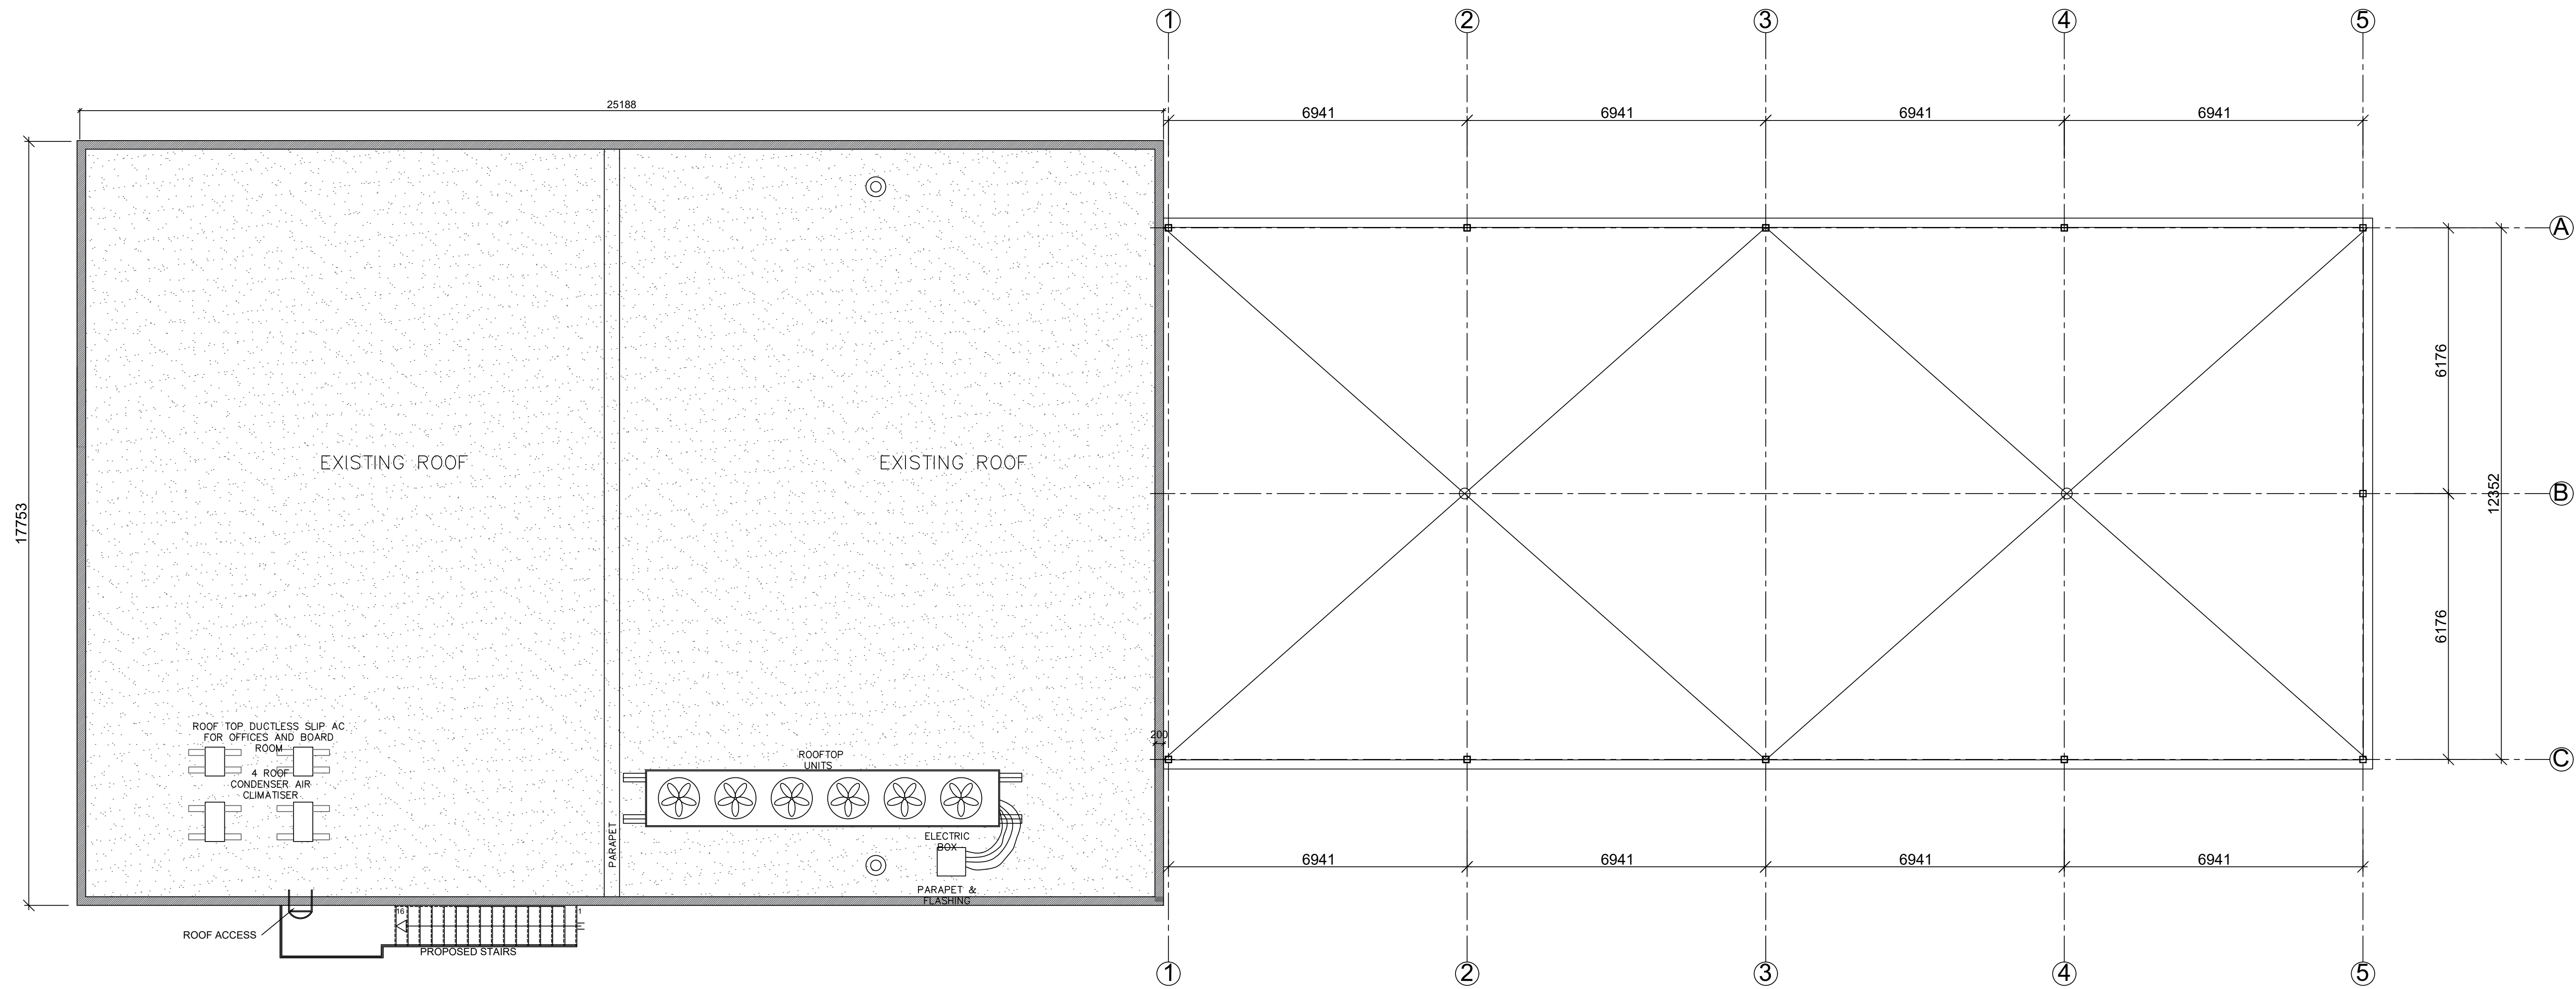 1 2 3 4 5
25188
6941 6941 6941 6941
A
6176
EXISTING ROOF EXISTING ROOF
B
12352
17753
6176
ROOF TOP DUCTLESS SLIP AC
FOR OFFICES AND BOARD
ROOM
200
4 ROOF
CONDENSER AIR
CLIMATISER
ROOFTOP
UNITS
C
PARAPET
ELECTRIC
BOX
6941 6941 6941 6941
PARAPET &
FLASHING
16 1
ROOF ACCESS
PROPOSED STAIRS
1 2 3 4 5